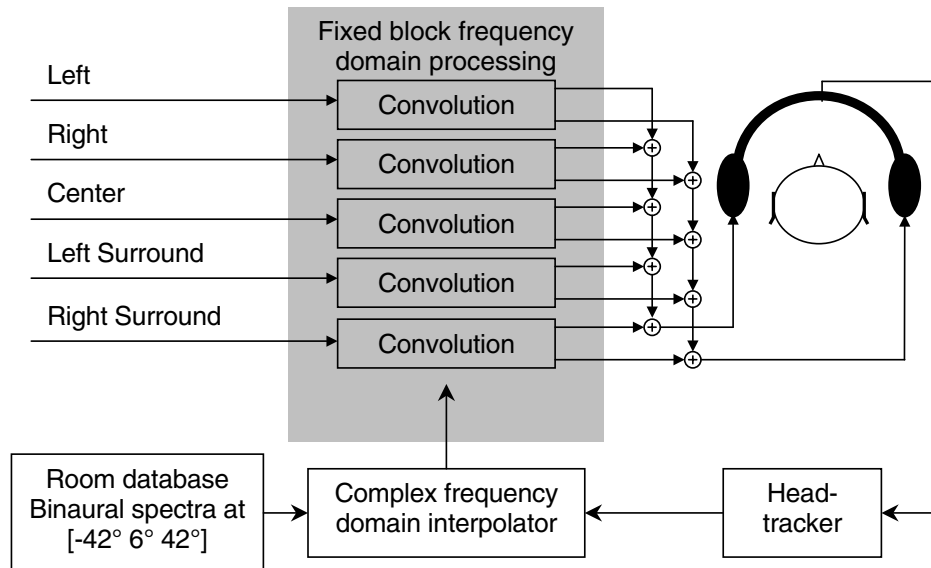 Fixed block frequency
domain processing
Left
Convolution
Right
Convolution
Center
Convolution
Left Surround
Convolution
Right Surround
Convolution
Room database
Binaural spectra at
[-42° 6° 42°]
Complex frequency
domain interpolator
Head-
tracker